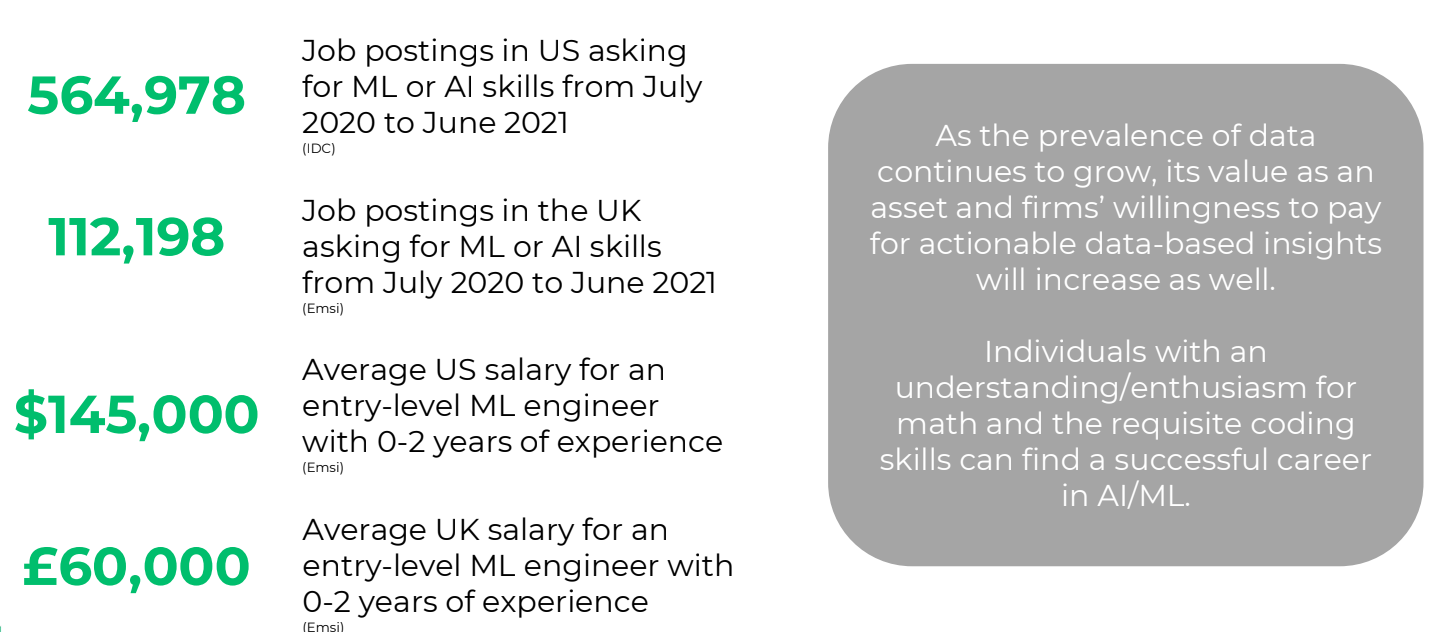 564,978
Job postings in US asking
for ML or AI skills from July
2020 to June 2021
(IDC)
112,198
Job postings in the UK
asking for ML or AI skills
from July 2020 to June 2021
(Emsi)
$145,000
Average US salary for an
entry-level ML engineer
with 0-2 years of experience
(Emsi)
£60,000
Average UK salary for an
entry-level ML engineer with
0-2 years of experience
(Emsi)
As the prevalence of data
continues to grow, its value as an
asset and firms’ willingness to pay
for actionable data-based insights
will increase as well.
Individuals with an
understanding/enthusiasm for
math and the requisite coding
skills can find a successful career
in AI/ML.